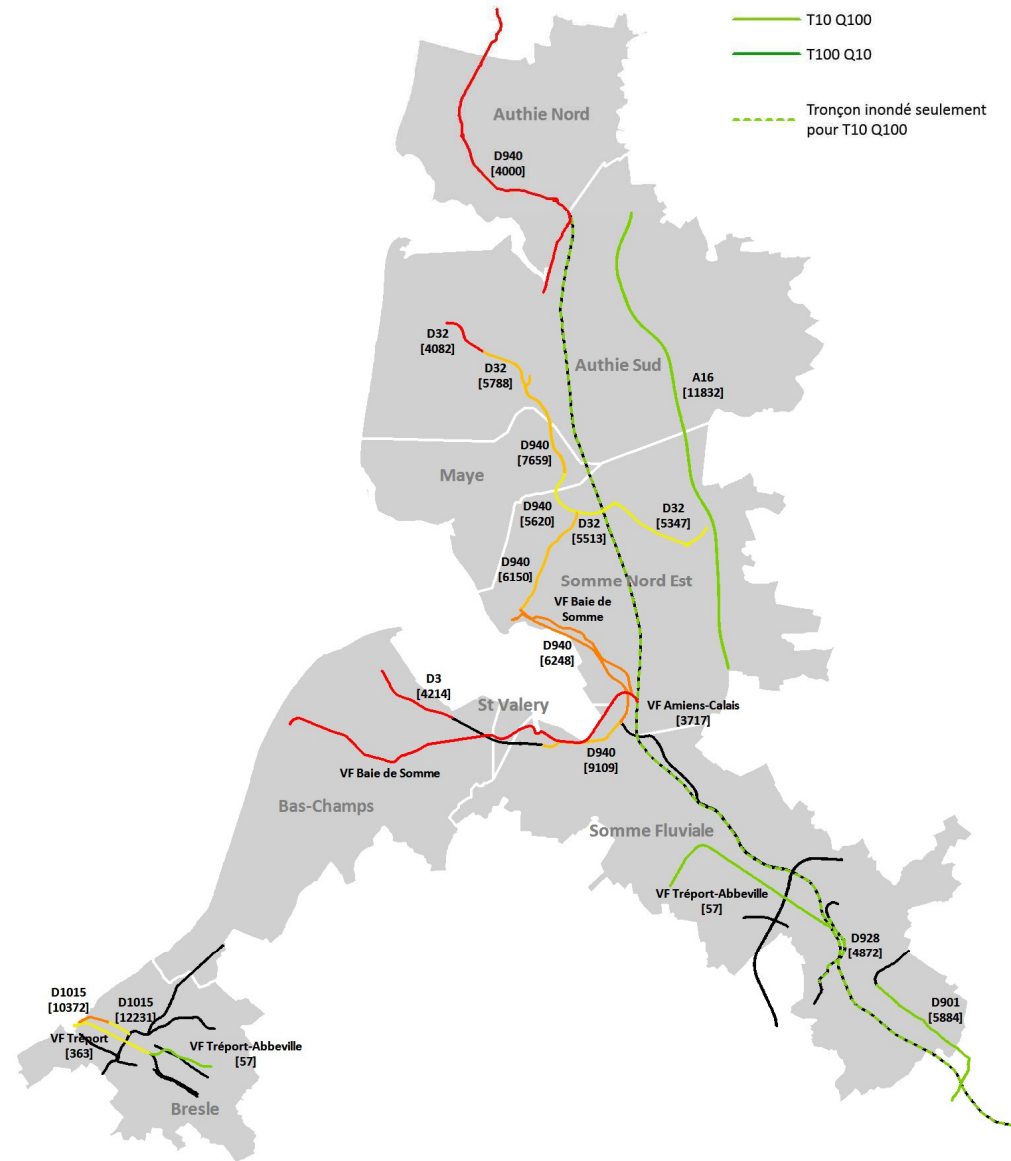 T10 Q100
T100 Q10
Tronçon inondé seulement
pour T10 Q100
Authie Nord
D940
[4000]
D32
[4082]
D32
[5788]
Authie Sud
A16
[11832]
D940
[7659]
Maye
D940
[5620]
D32
[5513]
D32
[5347]
D940
[6150]
Somme Nord Est
VF Baie de
Somme
D940
[6248]
D3
[4214]
St Valery
VF Amiens-Calais
[3717]
D940
[9109]
VF Baie de Somme
Bas-Champs
Somme Fluviale
VF Tréport-Abbeville
[57]
D928
[4872]
D901
[5884]
D1015
[10372]
D1015
[12231]
VF Tréport
[363]
VF Tréport-Abbeville
[57]
Bresle